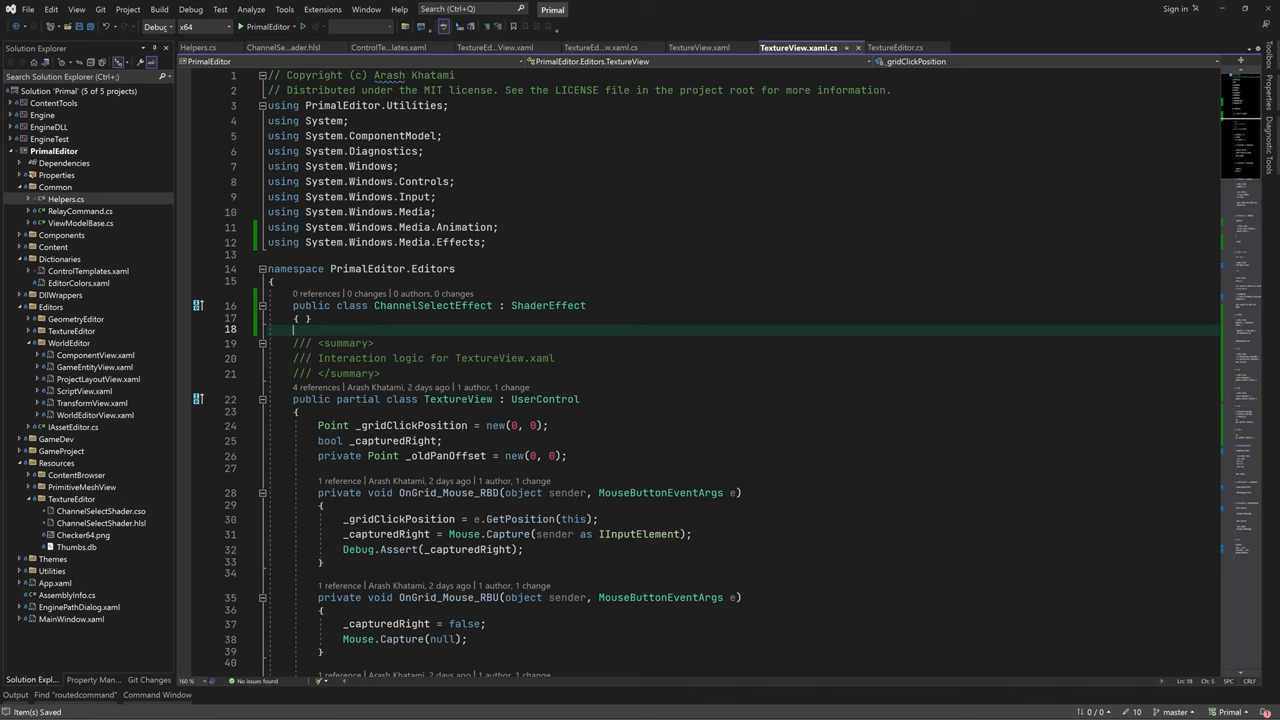 File Edit View Git Project Build Debug Test Analyze Tools Extensions Window Help Search (Ctrl+Q) Primal Sign in
Debug x64 PrimalEditor
Solution Explorer
Helpers.cs ChannelSe...ader.hlsl ControlTe...lates.xaml TextureEd...View.xaml TextureEd...w.xaml.cs TextureView.xaml TextureView.xaml.cs TextureEditor.cs
PrimalEditor PrimalEditor.Editors.TextureView _gridClickPosition
Search Solution Explorer (Ctrl+;)
Solution 'Primal' (5 of 5 projects)
ContentTools
Engine
EngineDLL
EngineTest
PrimalEditor
Dependencies
Properties
Common
Helpers.cs
RelayCommand.cs
ViewModelBase.cs
Components
Content
Dictionaries
ControlTemplates.xaml
EditorColors.xaml
DllWrappers
Editors
GeometryEditor
TextureEditor
WorldEditor
ComponentView.xaml
GameEntityView.xaml
ProjectLayoutView.xaml
ScriptView.xaml
TransformView.xaml
WorldEditorView.xaml
IAssetEditor.cs
GameDev
GameProject
Resources
ContentBrowser
PrimitiveMeshView
TextureEditor
ChannelSelectShader.cso
ChannelSelectShader.hlsl
Checker64.png
Thumbs.db
Themes
Utilities
App.xaml
AssemblyInfo.cs
EnginePathDialog.xaml
MainWindow.xaml
1 // Copyright (c) Arash Khatami
2 // Distributed under the MIT license. See the LICENSE file in the project root for more information.
3 using PrimalEditor.Utilities;
4 using System;
5 using System.ComponentModel;
6 using System.Diagnostics;
7 using System.Windows;
8 using System.Windows.Controls;
9 using System.Windows.Input;
10 using System.Windows.Media;
11 using System.Windows.Media.Animation;
12 using System.Windows.Media.Effects;
13
14 namespace PrimalEditor.Editors
15 {
0 references | 0 changes | 0 authors, 0 changes
16 public class ChannelSelectEffect : ShaderEffect
17 { }
18
19 /// <summary>
20 /// Interaction logic for TextureView.xaml
21 /// </summary>
4 references | Arash Khatami, 2 days ago | 1 author, 1 change
22 public partial class TextureView : UserControl
23 {
24 Point _gridClickPosition = new(0, 0);
25 bool _capturedRight;
26 private Point _oldPanOffset = new(0, 0);
27
1 reference | Arash Khatami, 2 days ago | 1 author, 1 change
28 private void OnGrid_Mouse_RBD(object sender, MouseButtonEventArgs e)
29 {
30 _gridClickPosition = e.GetPosition(this);
31 _capturedRight = Mouse.Capture(sender as IInputElement);
32 Debug.Assert(_capturedRight);
33 }
34
1 reference | Arash Khatami, 2 days ago | 1 author, 1 change
35 private void OnGrid_Mouse_RBU(object sender, MouseButtonEventArgs e)
36 {
37 _capturedRight = false;
38 Mouse.Capture(null);
39 }
40
1 reference | Arash Khatami, 2 days ago | 1 author, 1 change
Toolbox
Properties
Diagnostic Tools
Solution Expl... Property Man... Git Changes 160 % No issues found Ln: 18 Ch: 5 SPC CRLF
Output Find "routedcommand" Command Window
Item(s) Saved 0 / 0 10 master Primal